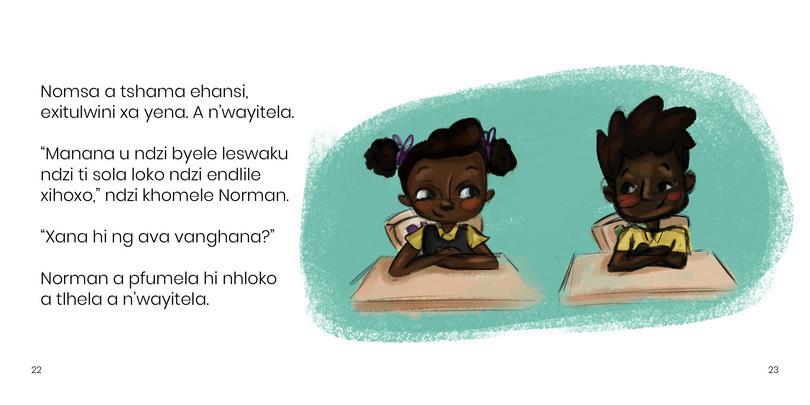 Nomsa a tshama ehansi,
exitulwini xa yena. A n’wayitela.
“Manana u ndzi byele leswaku
ndzi ti sola loko ndzi endlile
xihoxo,” ndzi khomele Norman.
“Xana hi ng ava vanghana?”
Norman a pfumela hi nhloko
a tlhela a n’wayitela.
22
23